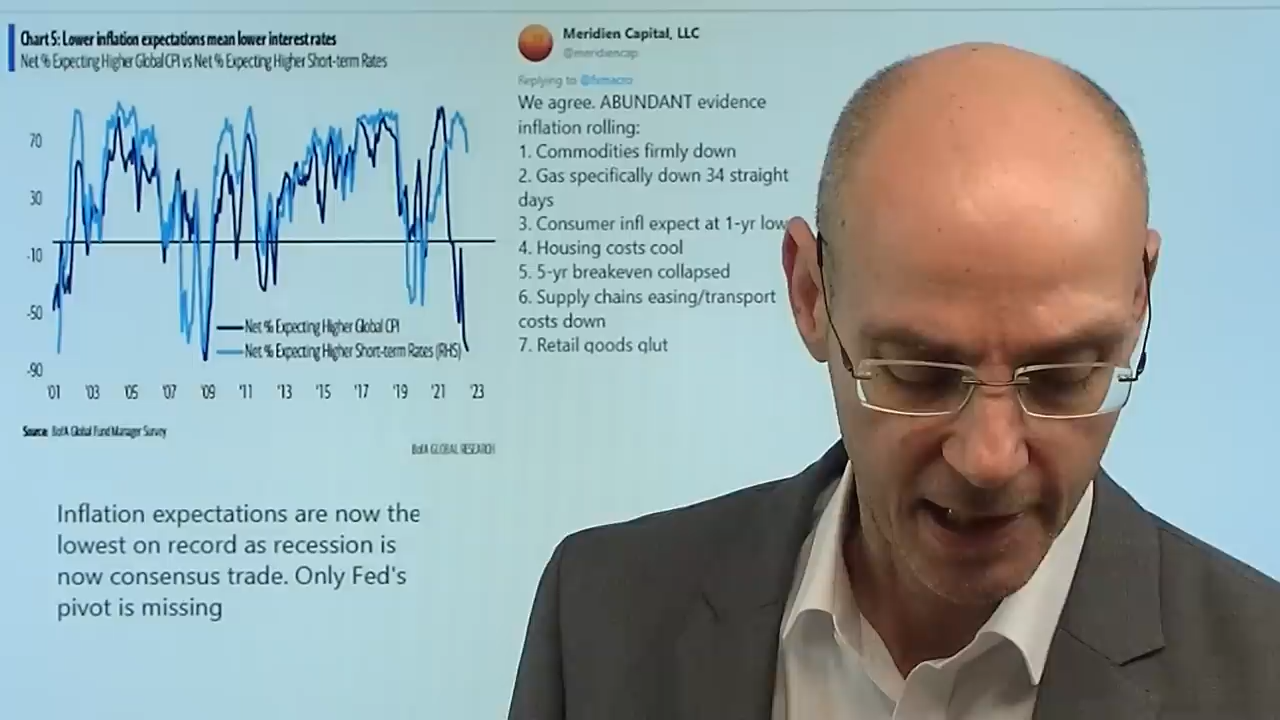 Chart 5: Lower inflation expectations mean lower interest rates
Net % Expecting Higher Global CPI vs Net % Expecting Higher Short-term Rates
70
30
-10
-50
-90
Net % Expecting Higher Global CPI
Net % Expecting Higher Short-term Rates (RHS)
'01 '03 '05 '07 '09 '11 '13 '15 '17 '19 '21 '23
Source: BofA Global Fund Manager Survey
BofA GLOBAL RESEARCH
Inflation expectations are now the
lowest on record as recession is
now consensus trade. Only Fed's
pivot is missing
Meridien Capital, LLC
@meridiencap
Replying to @fxmacro
We agree. ABUNDANT evidence
inflation rolling:
1. Commodities firmly down
2. Gas specifically down 34 straight
days
3. Consumer infl expect at 1-yr low
4. Housing costs cool
5. 5-yr breakeven collapsed
6. Supply chains easing/transport
costs down
7. Retail goods glut